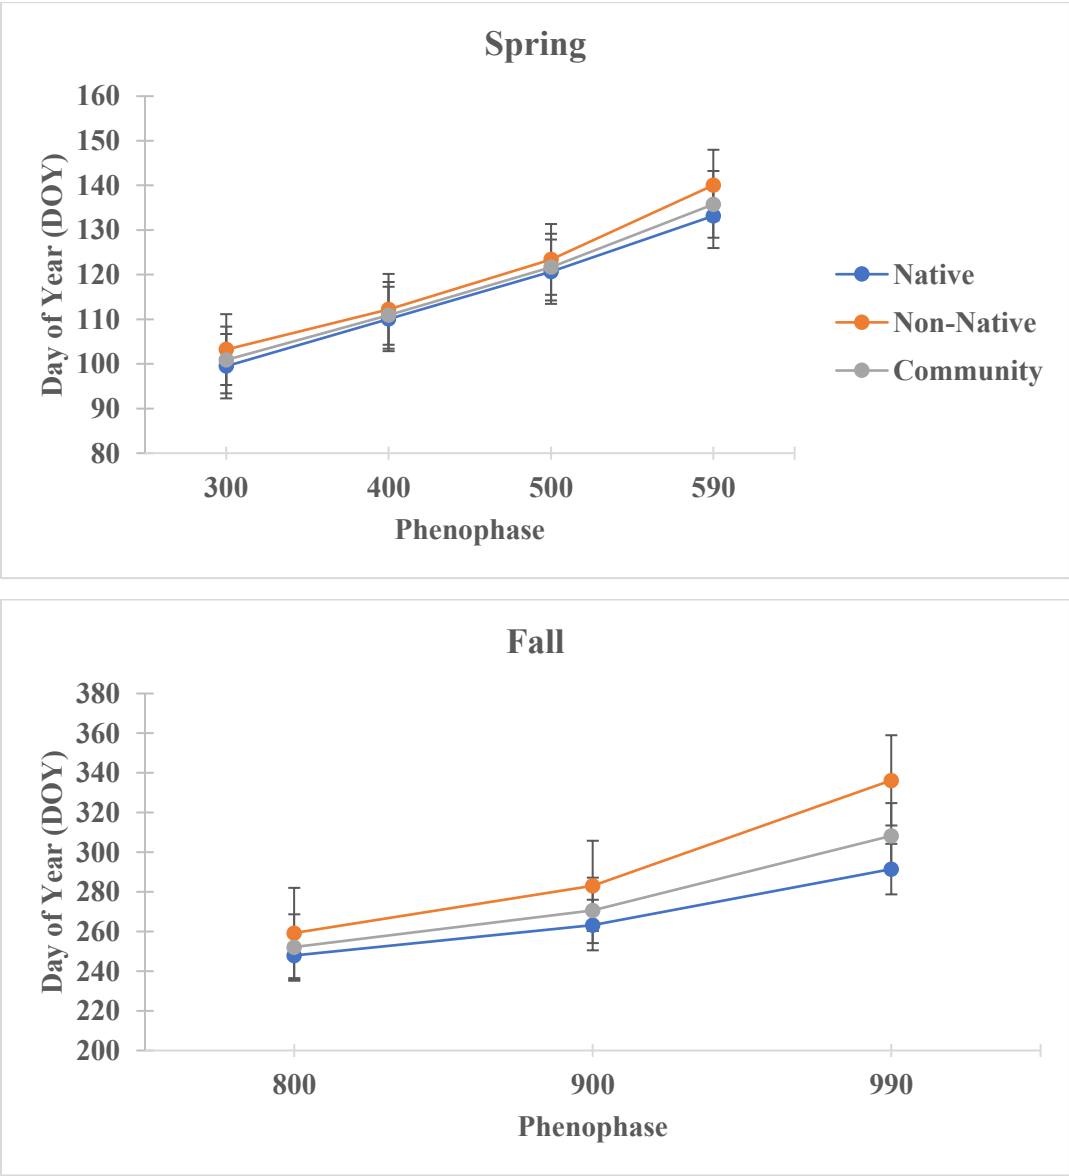 Spring
160
150
140
130
120
110
100
90
80
Day of Year (DOY)
300 400 500 590
Phenophase
Native
Non-Native
Community
Fall
380
360
340
320
300
280
260
240
220
200
Day of Year (DOY)
800 900 990
Phenophase